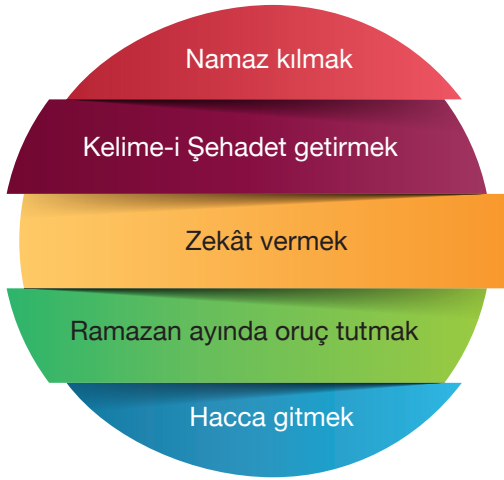 Namaz kılmak
Kelime-i Şehadet getirmek
Zekât vermek
Ramazan ayında oruç tutmak
Hacca gitmek